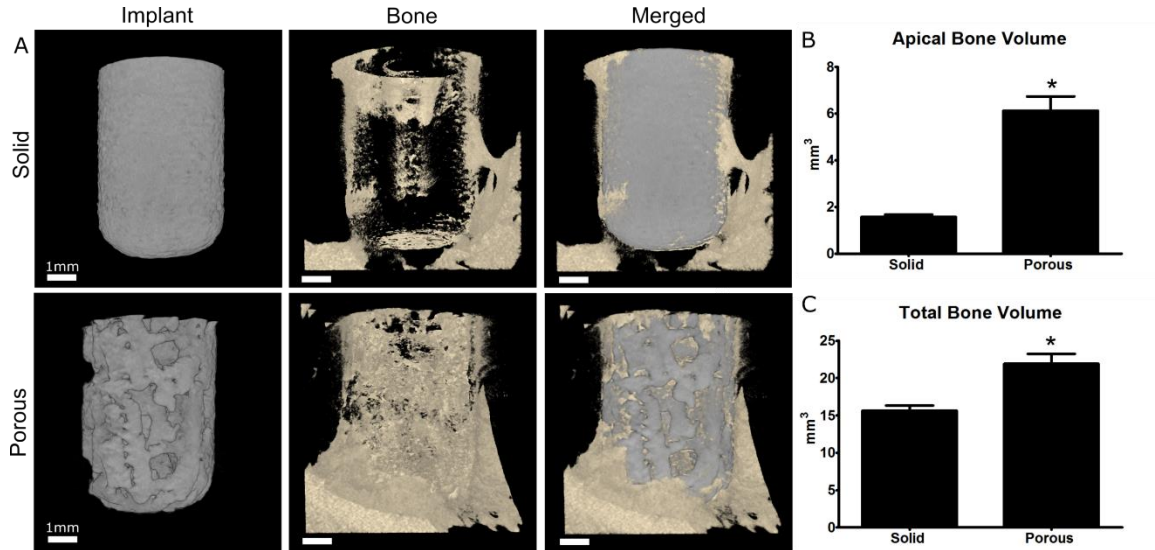 Implant Bone Merged
A
Solid
1mm
Porous
1mm
B
Apical Bone Volume
8
6
4
2
0
mm³
*
Solid Porous
C
Total Bone Volume
25
20
15
10
5
0
mm³
*
Solid Porous